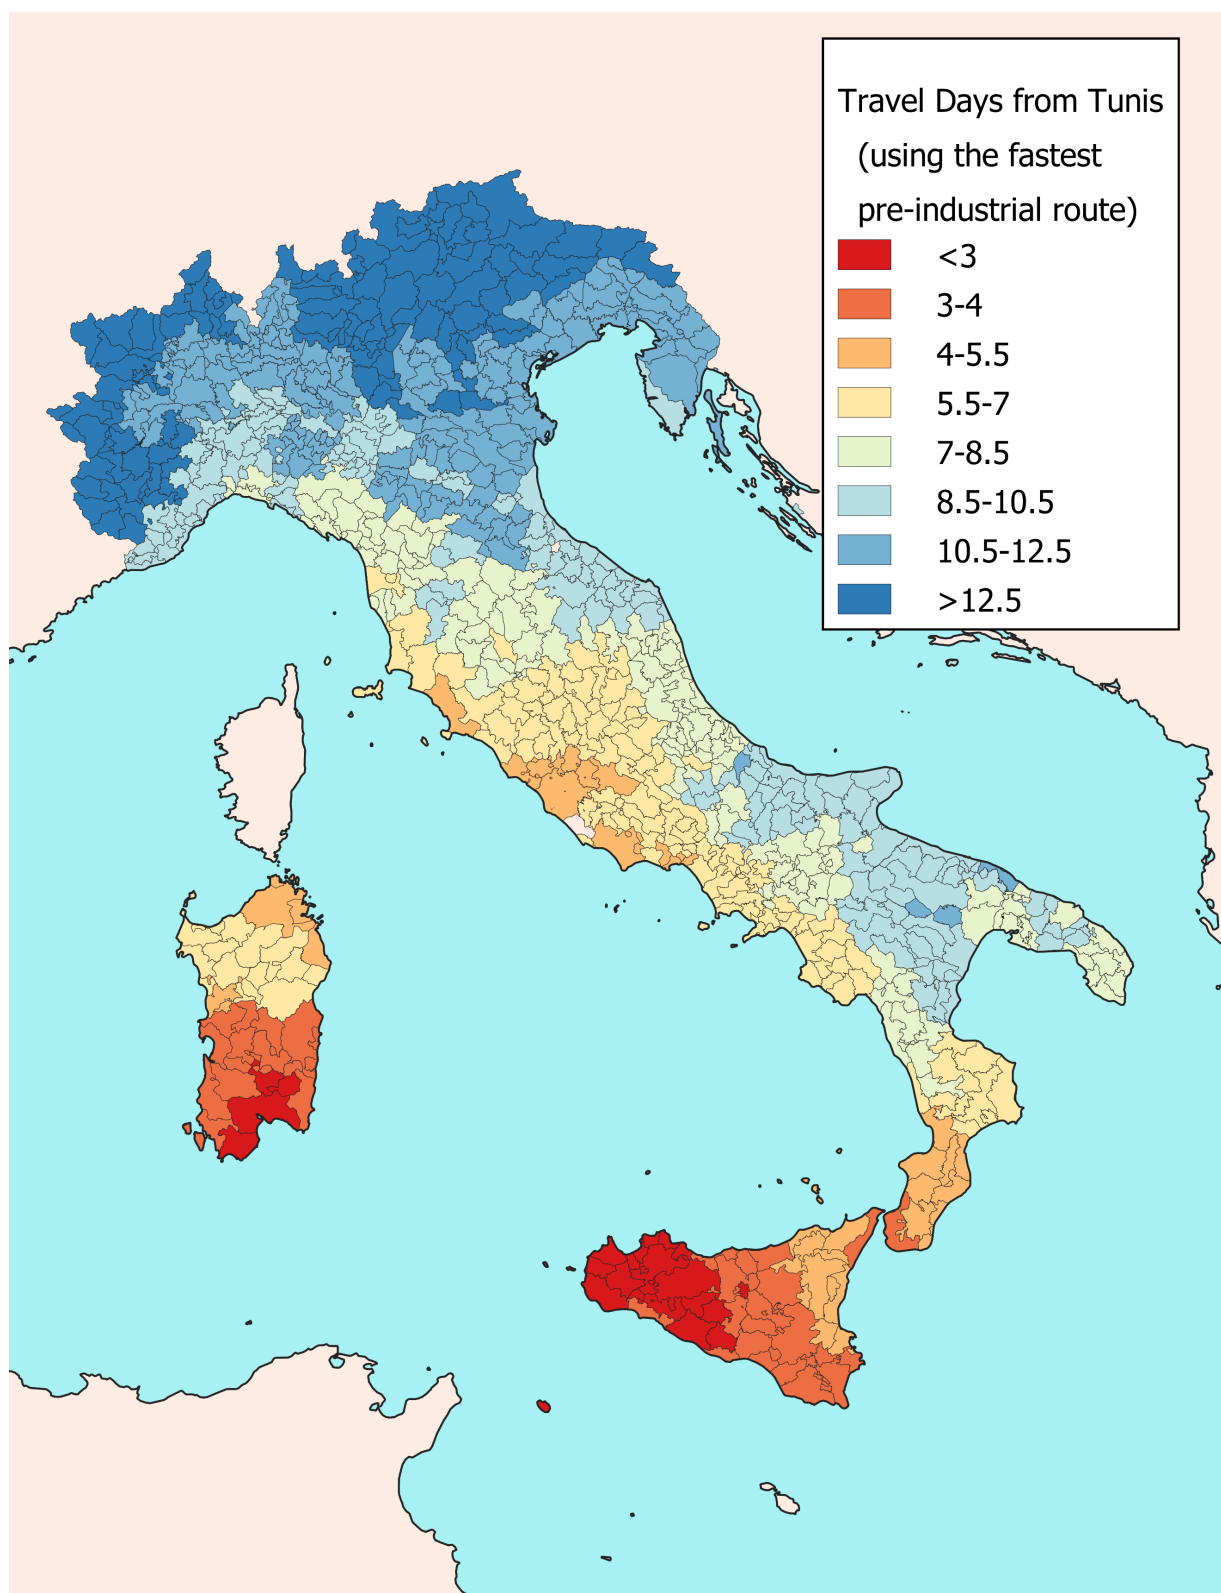 Travel Days from Tunis
(using the fastest
pre-industrial route)
<3
3-4
4-5.5
5.5-7
7-8.5
8.5-10.5
10.5-12.5
>12.5